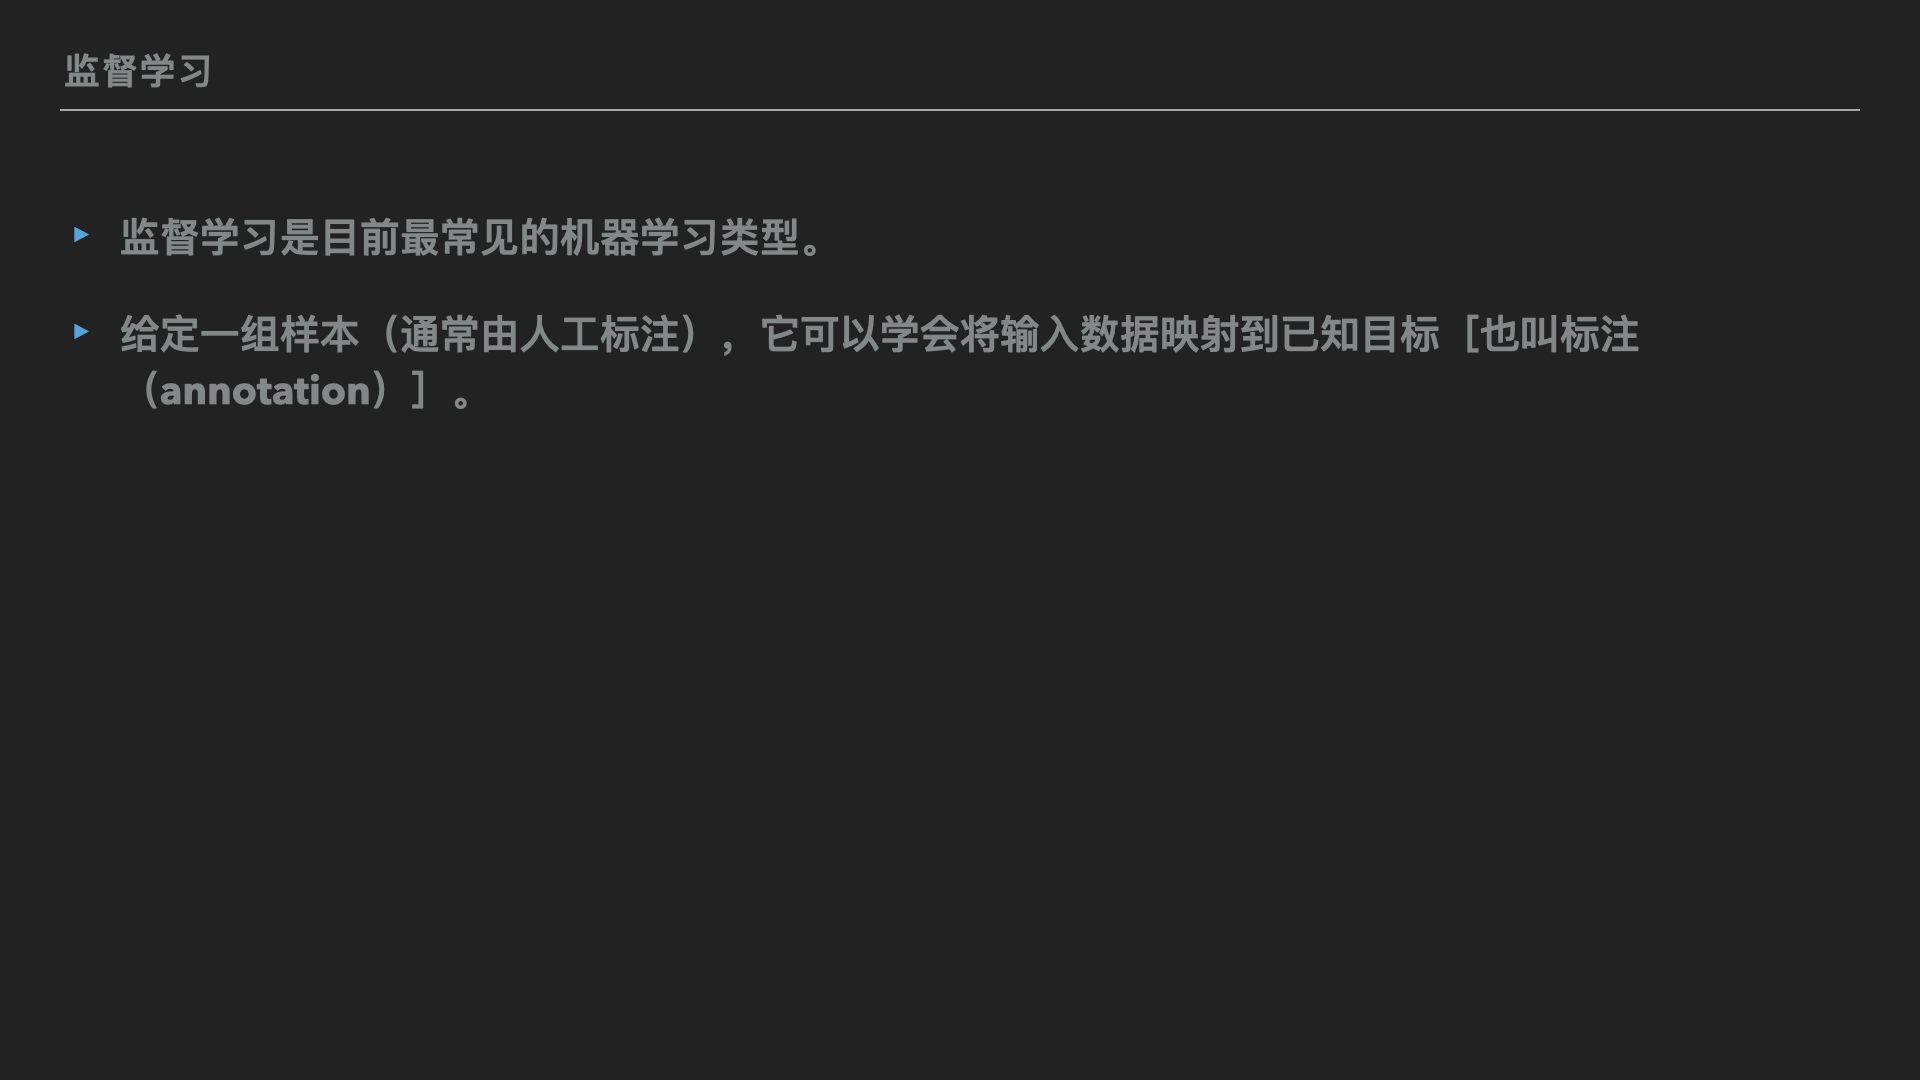 监督学习
▸ 监督学习是目前最常见的机器学习类型。
▸ 给定一组样本（通常由人工标注），它可以学会将输入数据映射到已知目标［也叫标注
（annotation）］。